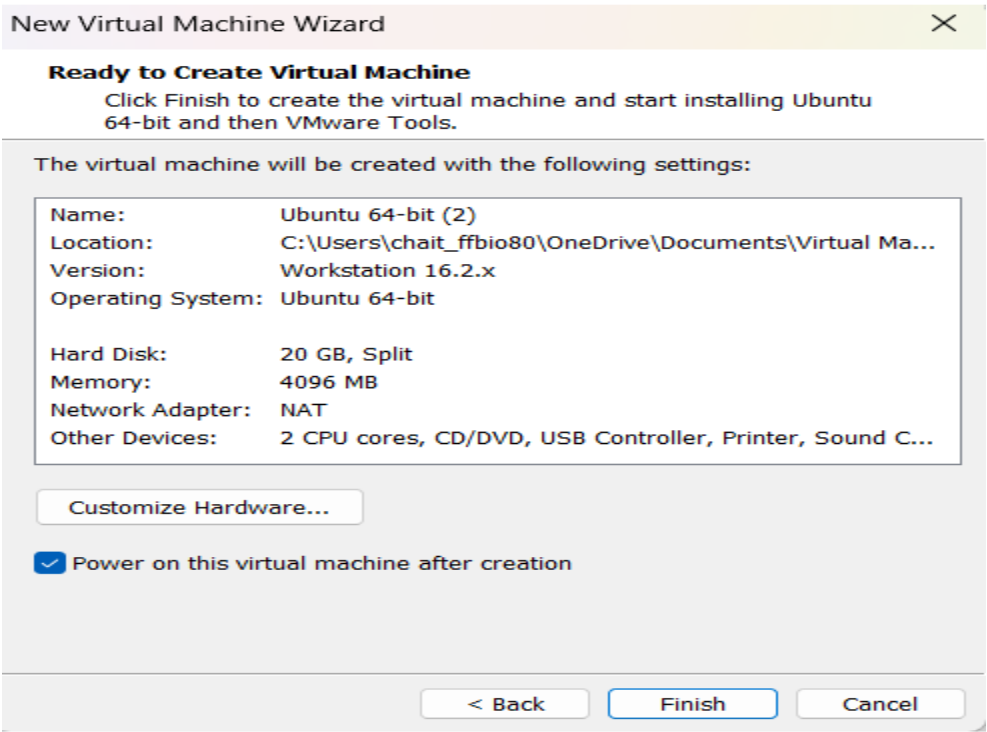 New Virtual Machine Wizard
Ready to Create Virtual Machine
Click Finish to create the virtual machine and start installing Ubuntu
64-bit and then VMware Tools.
The virtual machine will be created with the following settings:
Name: Ubuntu 64-bit (2)
Location: C:\Users\chait_ffbio80\OneDrive\Documents\Virtual Ma...
Version: Workstation 16.2.x
Operating System: Ubuntu 64-bit
Hard Disk: 20 GB, Split
Memory: 4096 MB
Network Adapter: NAT
Other Devices: 2 CPU cores, CD/DVD, USB Controller, Printer, Sound C...
Customize Hardware...
Power on this virtual machine after creation
< Back Finish Cancel